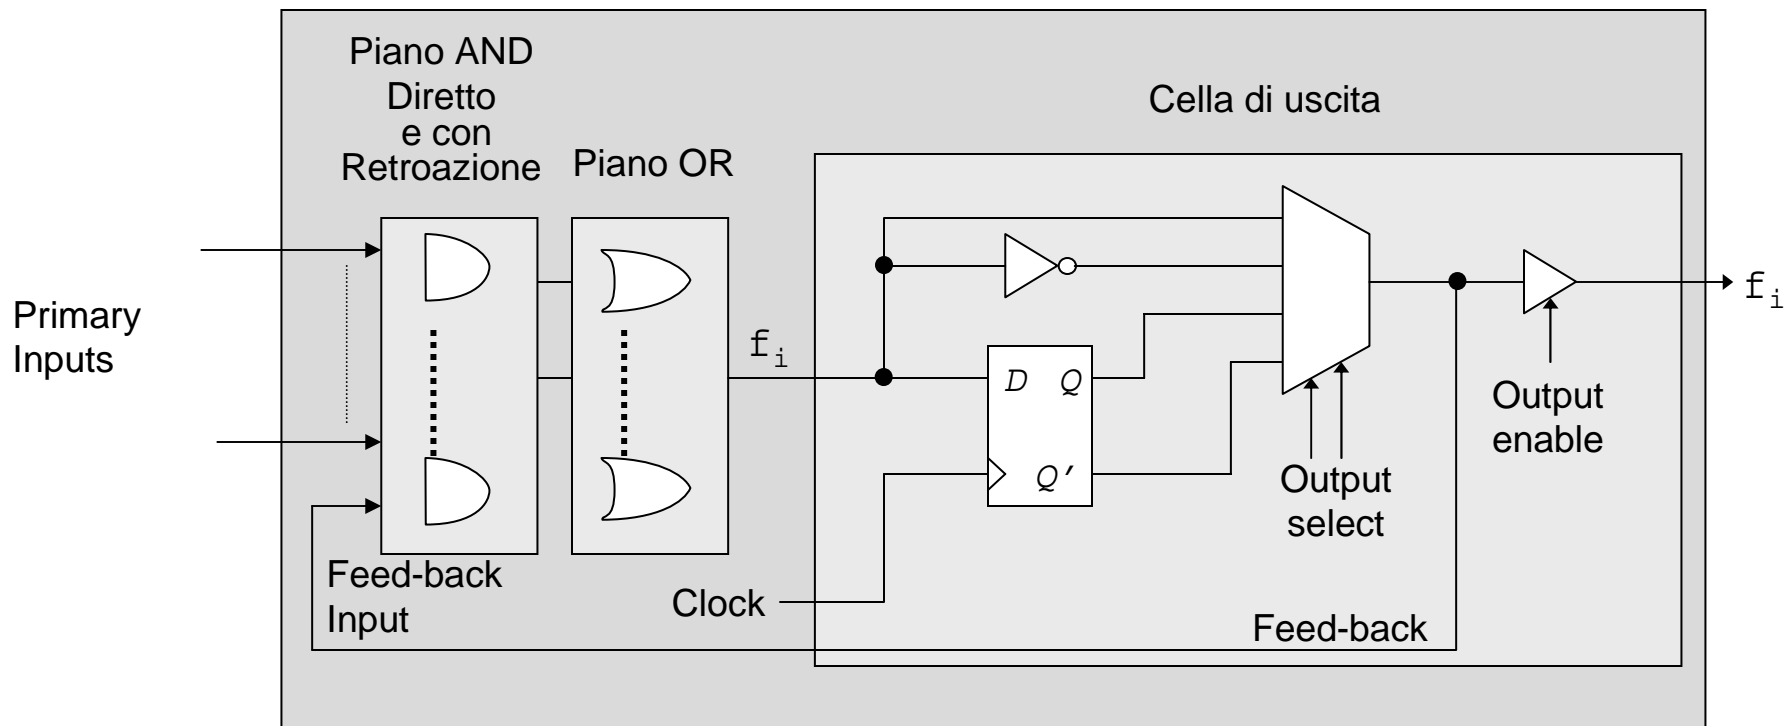 Piano AND
Diretto
e con
Retroazione
Piano OR
Cella di uscita
Primary
Inputs
f i
f i
D Q
Q'
Output
enable
Output
select
Feed-back
Input
Clock
Feed-back